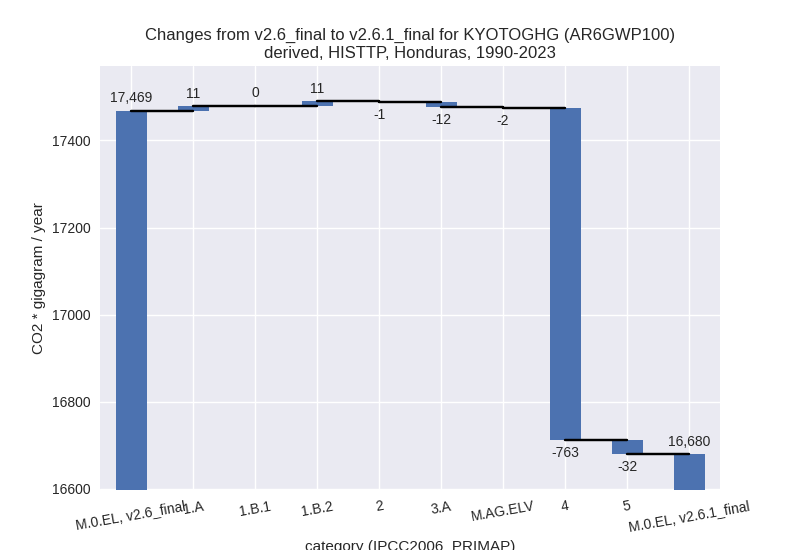 Changes from v2.6_final to v2.6.1_final for KYOTOGHG (AR6GWP100)
derived, HISTTP, Honduras, 1990-2023
17,469
11
0
11
-1
-12
-2
-763
-32
16,680
17400
17200
17000
16800
16600
CO2 * gigagram / year
M.0.EL, v2.6_final
1.A
1.B.1
1.B.2
2
3.A
M.AG.ELV
4
5
M.0.EL, v2.6.1_final
category (IPCC2006_PRIMAP)